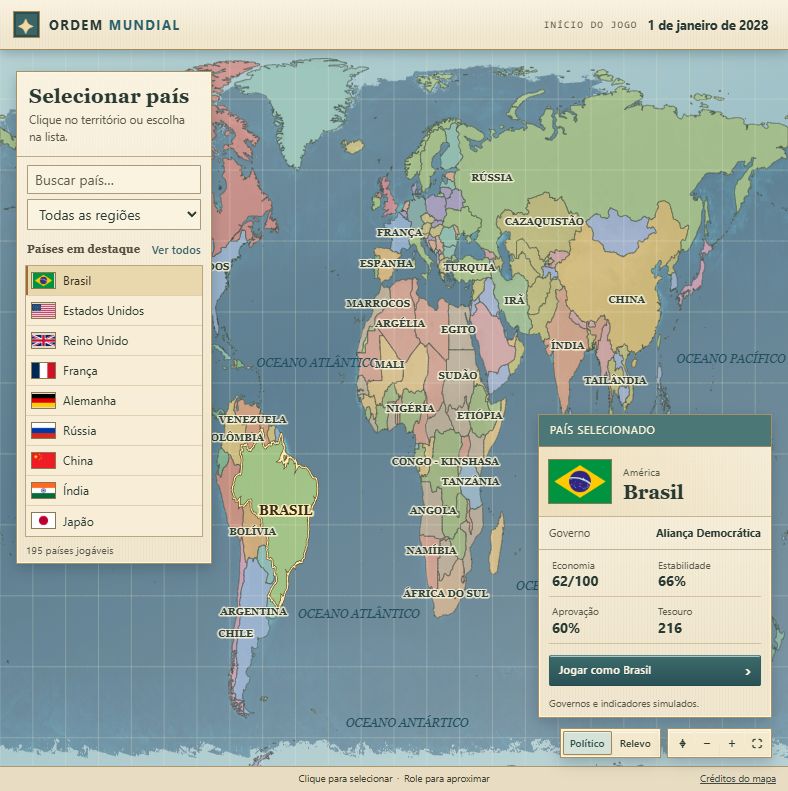 ORDEM MUNDIAL
INÍCIO DO JOGO 1 de janeiro de 2028
Selecionar país
Clique no território ou escolha
na lista.
Buscar país...
Todas as regiões
Países em destaque Ver todos
Brasil
Estados Unidos
Reino Unido
França
Alemanha
Rússia
China
Índia
Japão
195 países jogáveis
RÚSSIA
CAZAQUISTÃO
FRANÇA
ESPANHA
TURQUIA
DOS
MARROCOS
IRÃ
CHINA
ARGÉLIA
EGITO
ÍNDIA
OCEANO ATLÂNTICO
MALI
OCEANO PACÍFICO
SUDÃO
TAILÂNDIA
NIGÉRIA
ETIÓPIA
VENEZUELA
OLÔMBIA
CONGO - KINSHASA
TANZÂNIA
BRASIL
ANGOLA
BOLÍVIA
NAMÍBIA
ÁFRICA DO SUL
OCE
ARGENTINA
OCEANO ATLÂNTICO
CHILE
OCEANO ANTÁRTICO
PAÍS SELECIONADO
América
Brasil
Governo Aliança Democrática
Economia Estabilidade
62/100 66%
Aprovação Tesouro
60% 216
Jogar como Brasil ›
Governos e indicadores simulados.
Político Relevo
− +
Clique para selecionar · Role para aproximar
Créditos do mapa